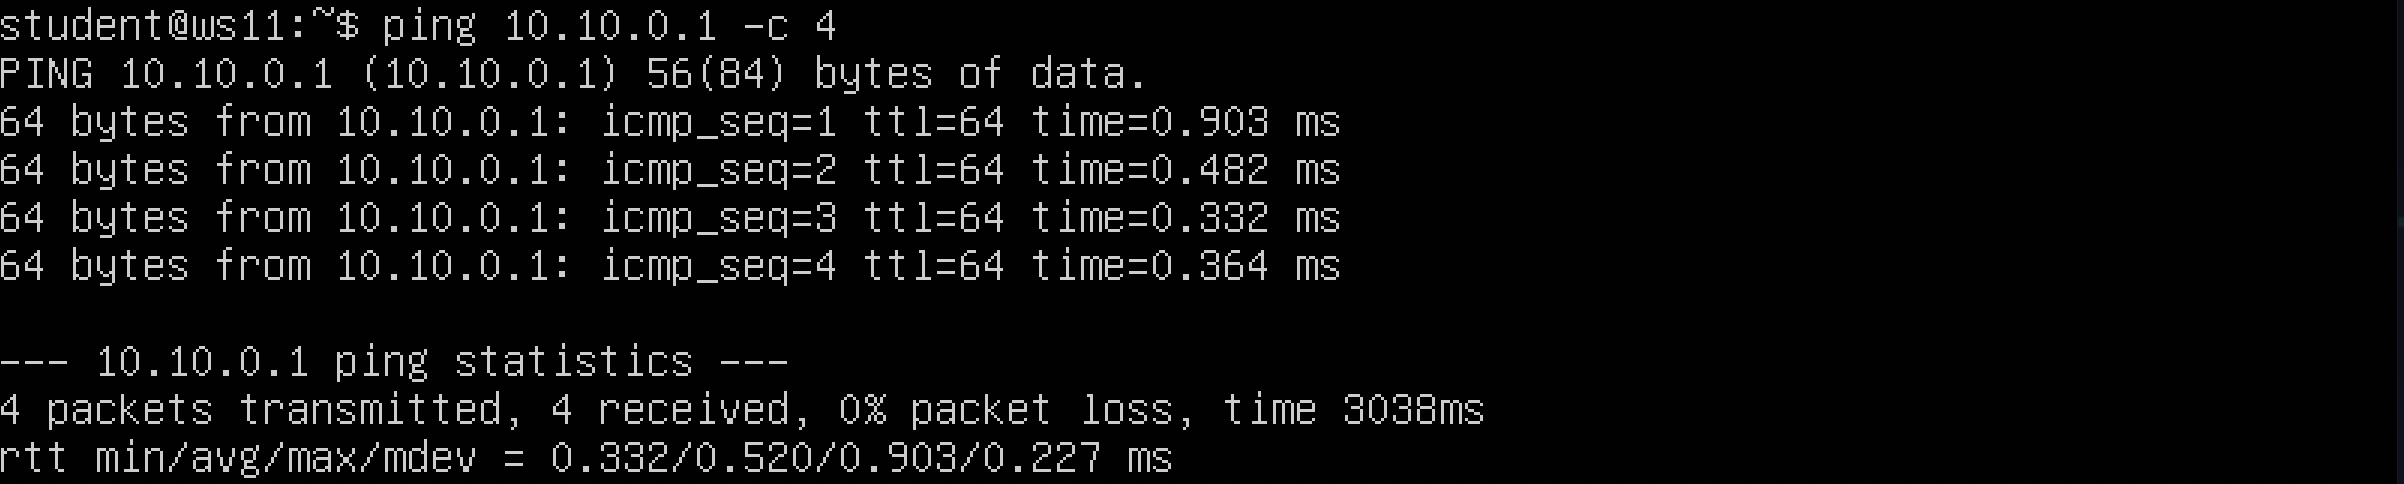 student@ws11:~$ ping 10.10.0.1 -c 4
PING 10.10.0.1 (10.10.0.1) 56(84) bytes of data.
64 bytes from 10.10.0.1: icmp_seq=1 ttl=64 time=0.903 ms
64 bytes from 10.10.0.1: icmp_seq=2 ttl=64 time=0.482 ms
64 bytes from 10.10.0.1: icmp_seq=3 ttl=64 time=0.332 ms
64 bytes from 10.10.0.1: icmp_seq=4 ttl=64 time=0.364 ms
--- 10.10.0.1 ping statistics ---
4 packets transmitted, 4 received, 0% packet loss, time 3038ms
rtt min/avg/max/mdev = 0.332/0.520/0.903/0.227 ms